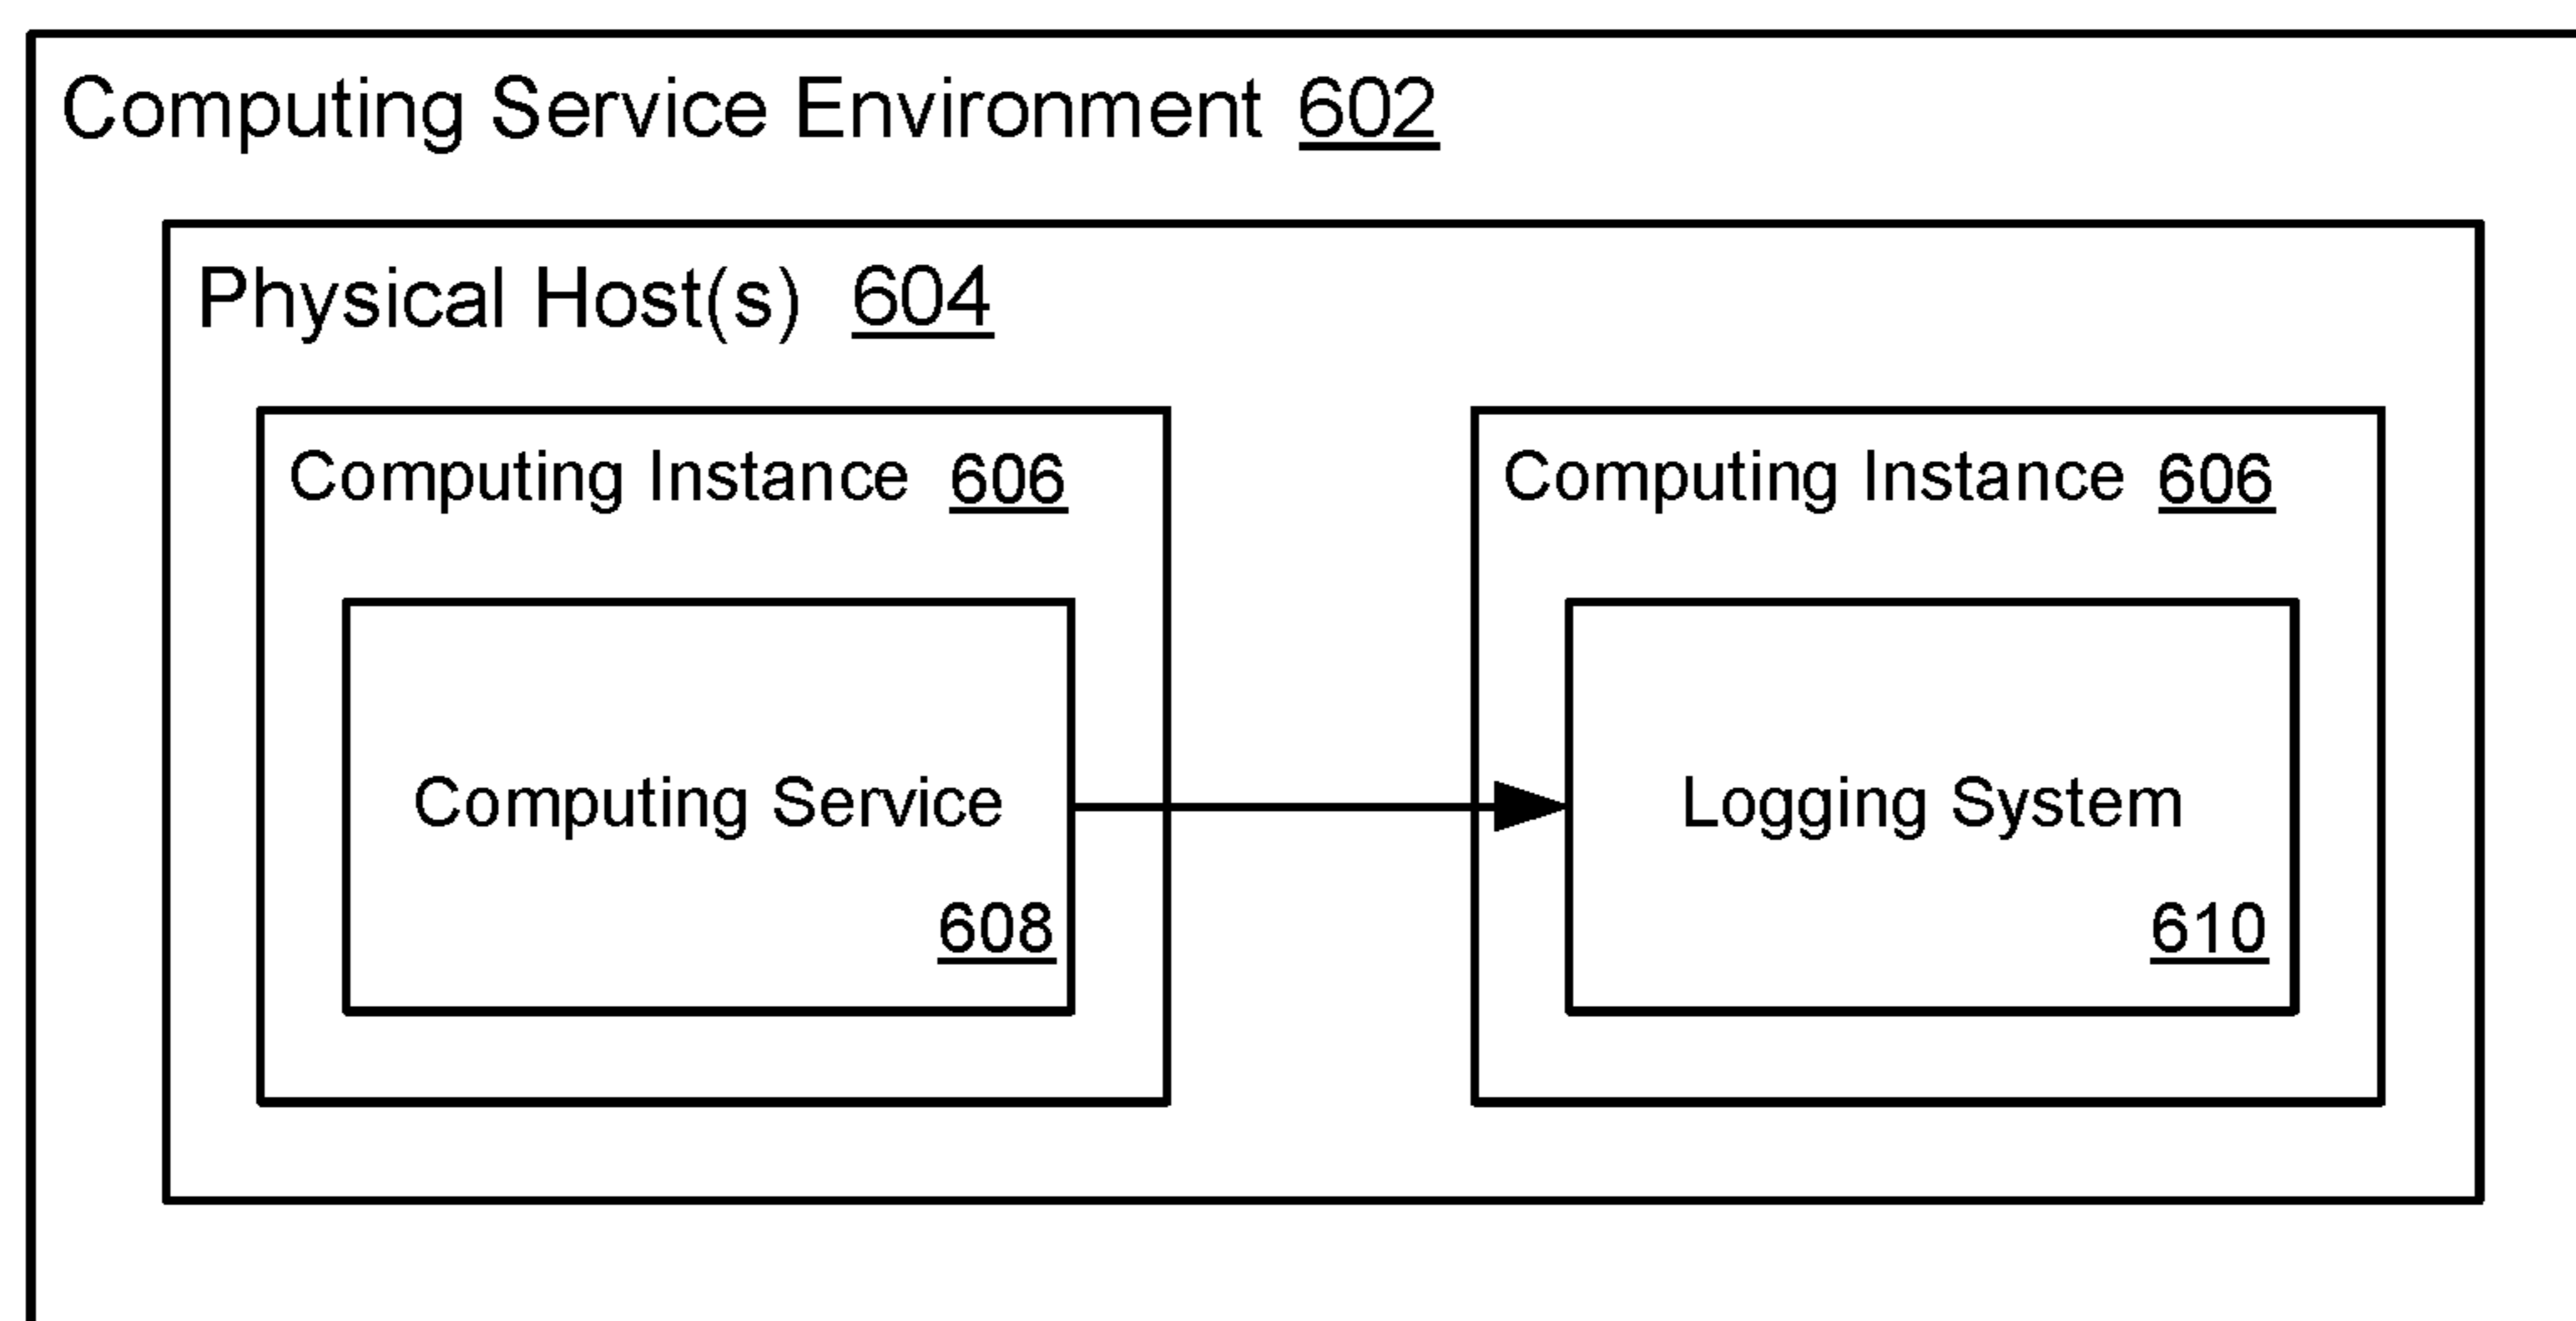 Computing Service Environment 602
Physical Host(s) 604
Computing Instance 606
Computing Service
608
Computing Instance 606
Logging System
610